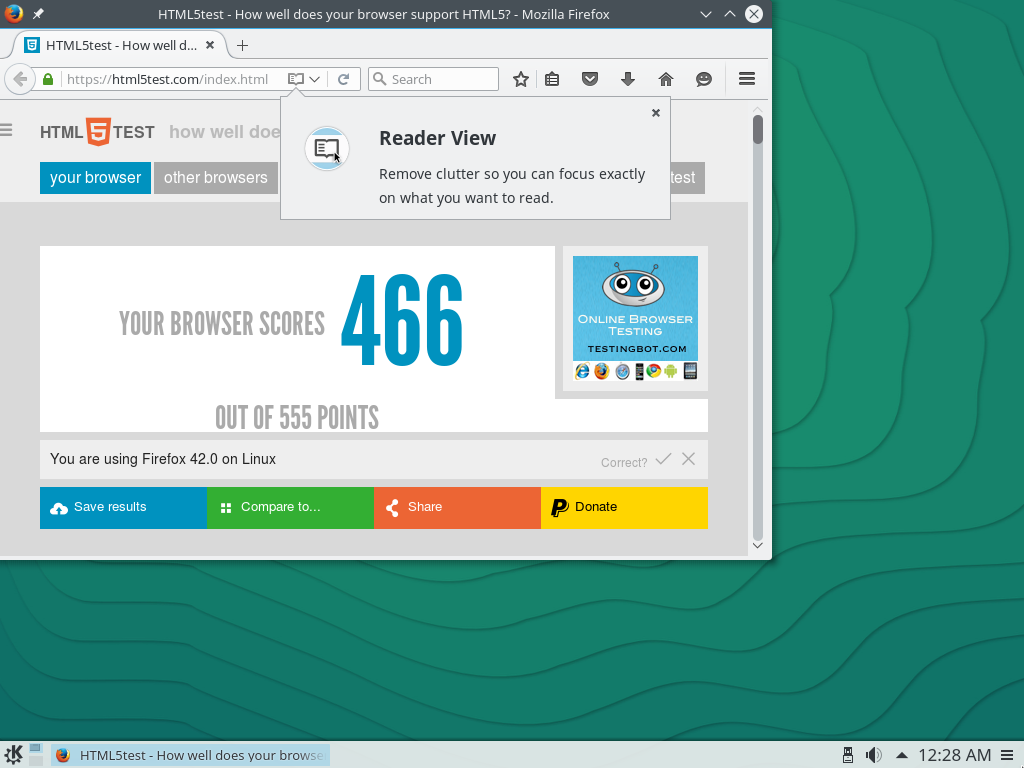 HTML5test - How well does your browser support HTML5? - Mozilla Firefox
HTML5test - How well d...
https://html5test.com/index.html
Search
HTML5TEST how well doe
Reader View
Remove clutter so you can focus exactly
on what you want to read.
your browser
other browsers
test
YOUR BROWSER SCORES 466
OUT OF 555 POINTS
ONLINE BROWSER
TESTING
TESTINGBOT.COM
You are using Firefox 42.0 on Linux
Correct?
Save results
Compare to...
Share
Donate
HTML5test - How well does your browse
12:28 AM